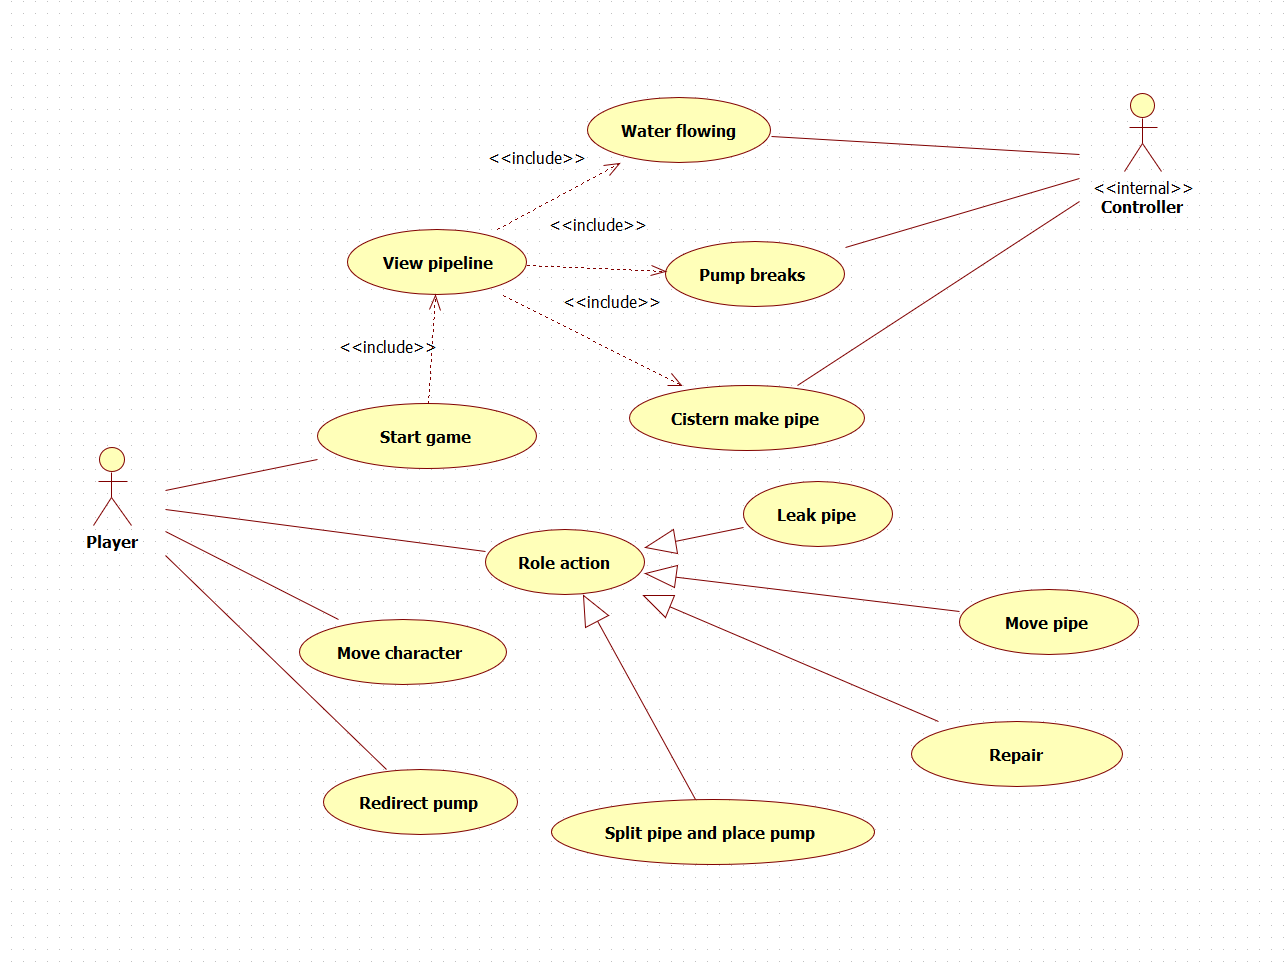 Water flowing
<<include>>
<<internal>>
Controller
<<include>>
View pipeline
Pump breaks
<<include>>
<<include>>
Cistern make pipe
Start game
Player
Leak pipe
Role action
Move pipe
Move character
Repair
Redirect pump
Split pipe and place pump